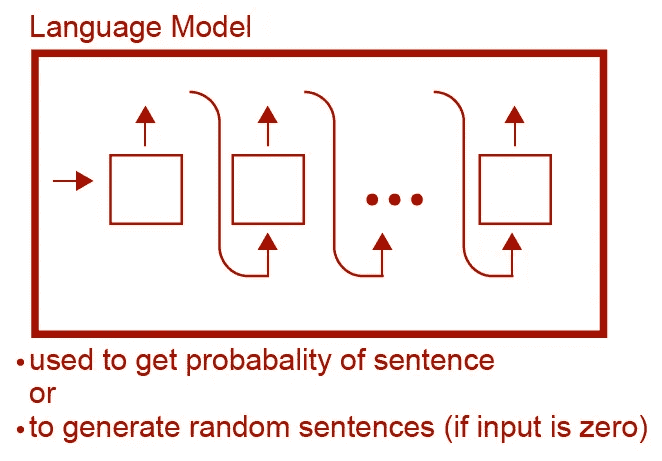 Language Model
• used to get probabality of sentence
or
• to generate random sentences (if input is zero)